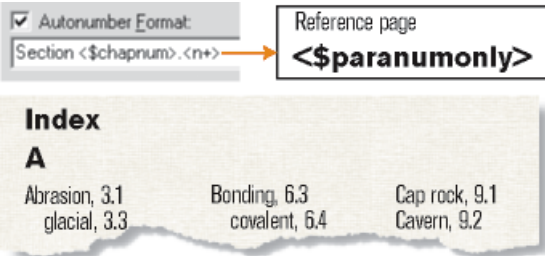 Autonumber Format:
Section <$chapnum>.<n+>
Reference page
<$paranumonly>
Index
A
Abrasion, 3.1
glacial, 3.3
Bonding, 6.3
covalent, 6.4
Cap rock, 9.1
Cavern, 9.2